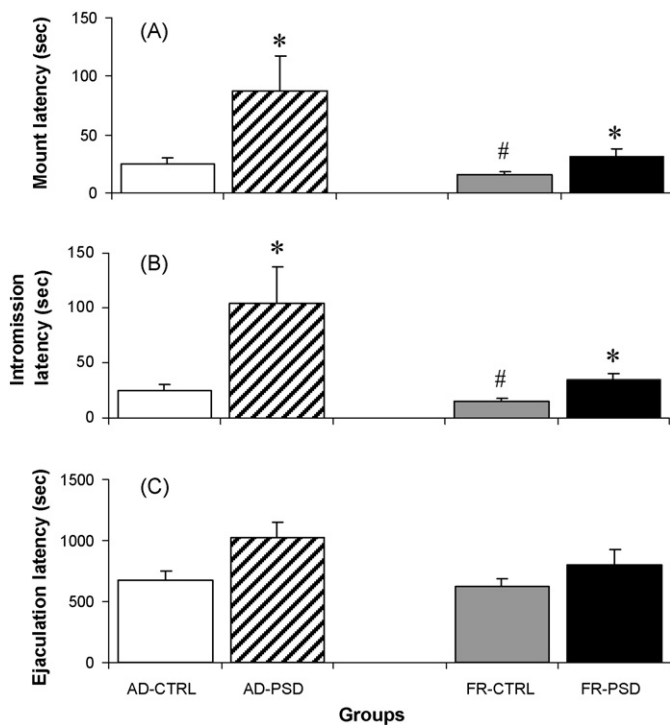 (A)
Mount latency (sec)
150
100
50
0
*
#
*
(B)
Intromission
latency (sec)
150
100
50
0
*
#
*
(C)
Ejaculation latency (sec)
1500
1000
500
0
AD-CTRL AD-PSD FR-CTRL FR-PSD
Groups